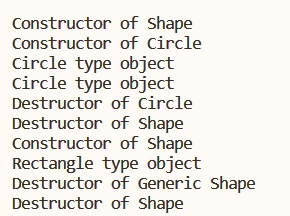 Constructor of Shape
Constructor of Circle
Circle type object
Circle type object
Destructor of Circle
Destructor of Shape
Constructor of Shape
Rectangle type object
Destructor of Generic Shape
Destructor of Shape